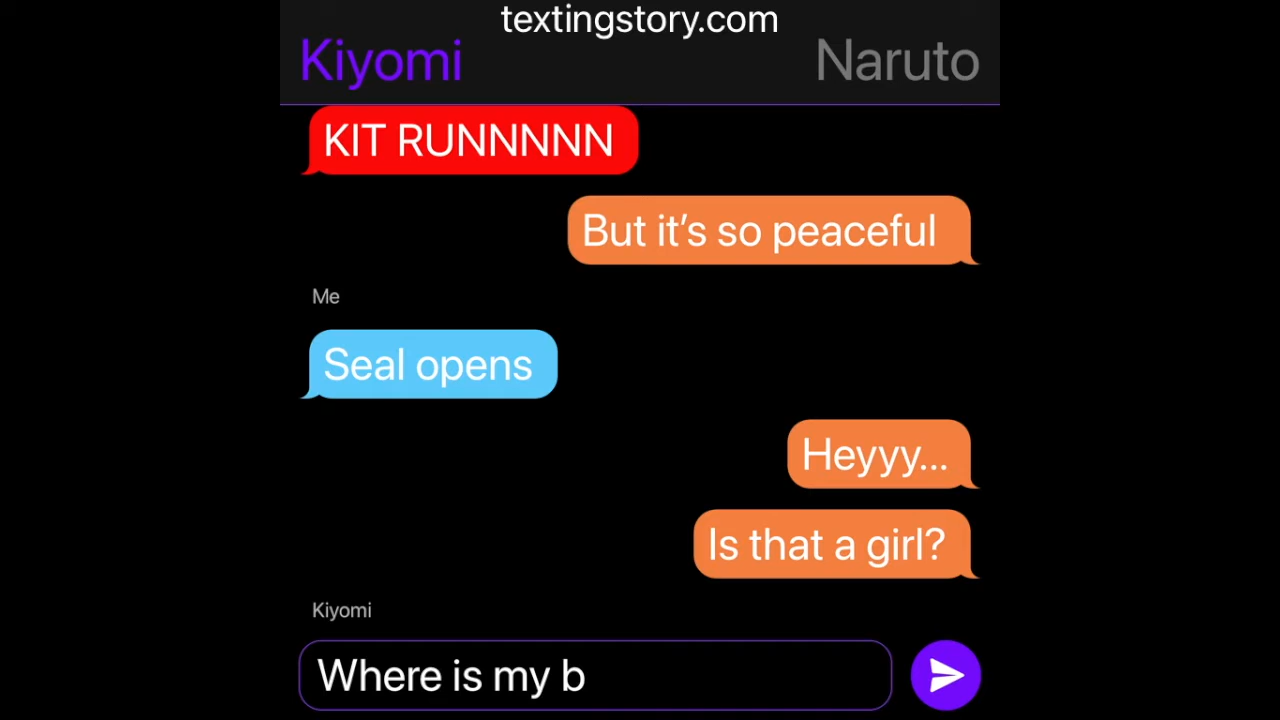 textingstory.com
Kiyomi
Naruto
KIT RUNNNNN
But it’s so peaceful
Me
Seal opens
Heyyy...
Is that a girl?
Kiyomi
Where is my b